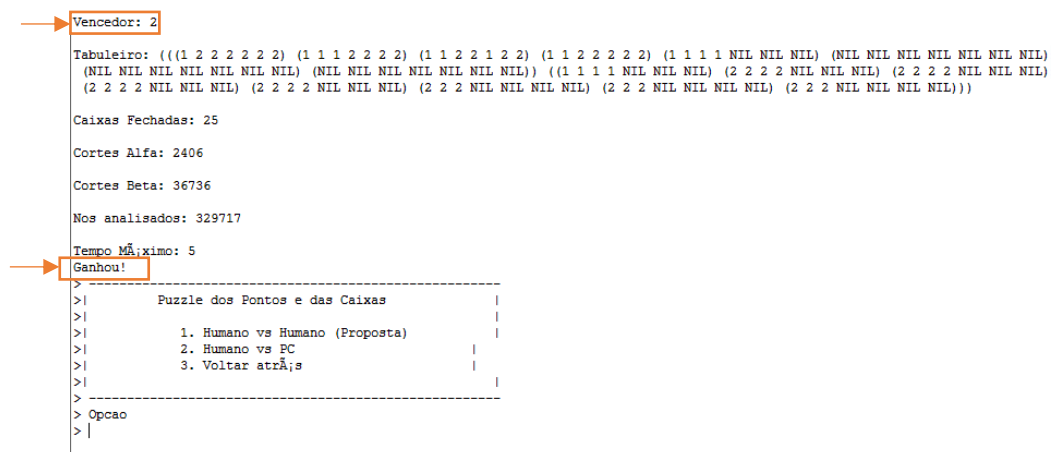 Vencedor: 2
Tabuleiro: (((1 2 2 2 2 2 2) (1 1 1 2 2 2 2) (1 1 2 2 1 2 2) (1 1 2 2 2 2 2) (1 1 1 1 NIL NIL NIL) (NIL NIL NIL NIL NIL NIL NIL)
(NIL NIL NIL NIL NIL NIL NIL) (NIL NIL NIL NIL NIL NIL NIL)) ((1 1 1 1 NIL NIL NIL) (2 2 2 2 NIL NIL NIL) (2 2 2 2 NIL NIL NIL)
(2 2 2 2 NIL NIL NIL) (2 2 2 2 NIL NIL NIL) (2 2 2 NIL NIL NIL NIL) (2 2 2 NIL NIL NIL NIL) (2 2 2 NIL NIL NIL NIL)))
Caixas Fechadas: 25
Cortes Alfa: 2406
Cortes Beta: 36736
Nos analisados: 329717
Tempo MÃ¡ximo: 5
Ganhou!
> ------------------------------------------------------
>|         Puzzle dos Pontos e das Caixas              |
>|                                                     |
>|            1. Humano vs Humano (Proposta)           |
>|            2. Humano vs PC                       |
>|            3. Voltar atrÃ¡s                      |
>|                                                     |
> ------------------------------------------------------
> Opcao
> |